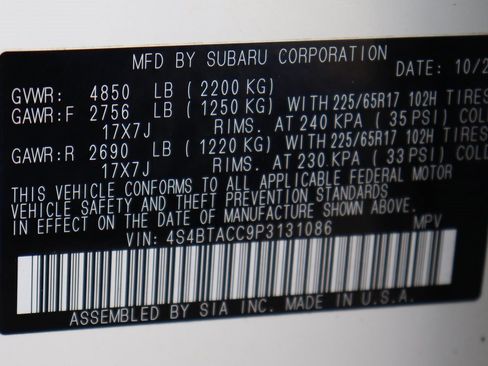 MFD BY SUBARU CORPORATION
DATE: 10/2
GVWR: 4850 LB (2200 KG)
GAWR:F 2756 LB (1250 KG) WITH 225/65R17 102H TIRES
17X7J RIMS. AT 240 KPA (35 PSI) COLD
GAWR:R 2690 LB (1220 KG) WITH 225/65R17 102H TIRES
17X7J RIMS. AT 230 KPA (33 PSI) COLD
THIS VEHICLE CONFORMS TO ALL APPLICABLE FEDERAL MOTOR
VEHICLE SAFETY AND THEFT PREVENTION STANDARDS
IN EFFECT ON THE DATE OF MANUFACTURE SHOWN ABOVE.
VIN: 4S4BTACC9P3131086 MPV
ASSEMBLED BY SIA INC. MADE IN U.S.A.